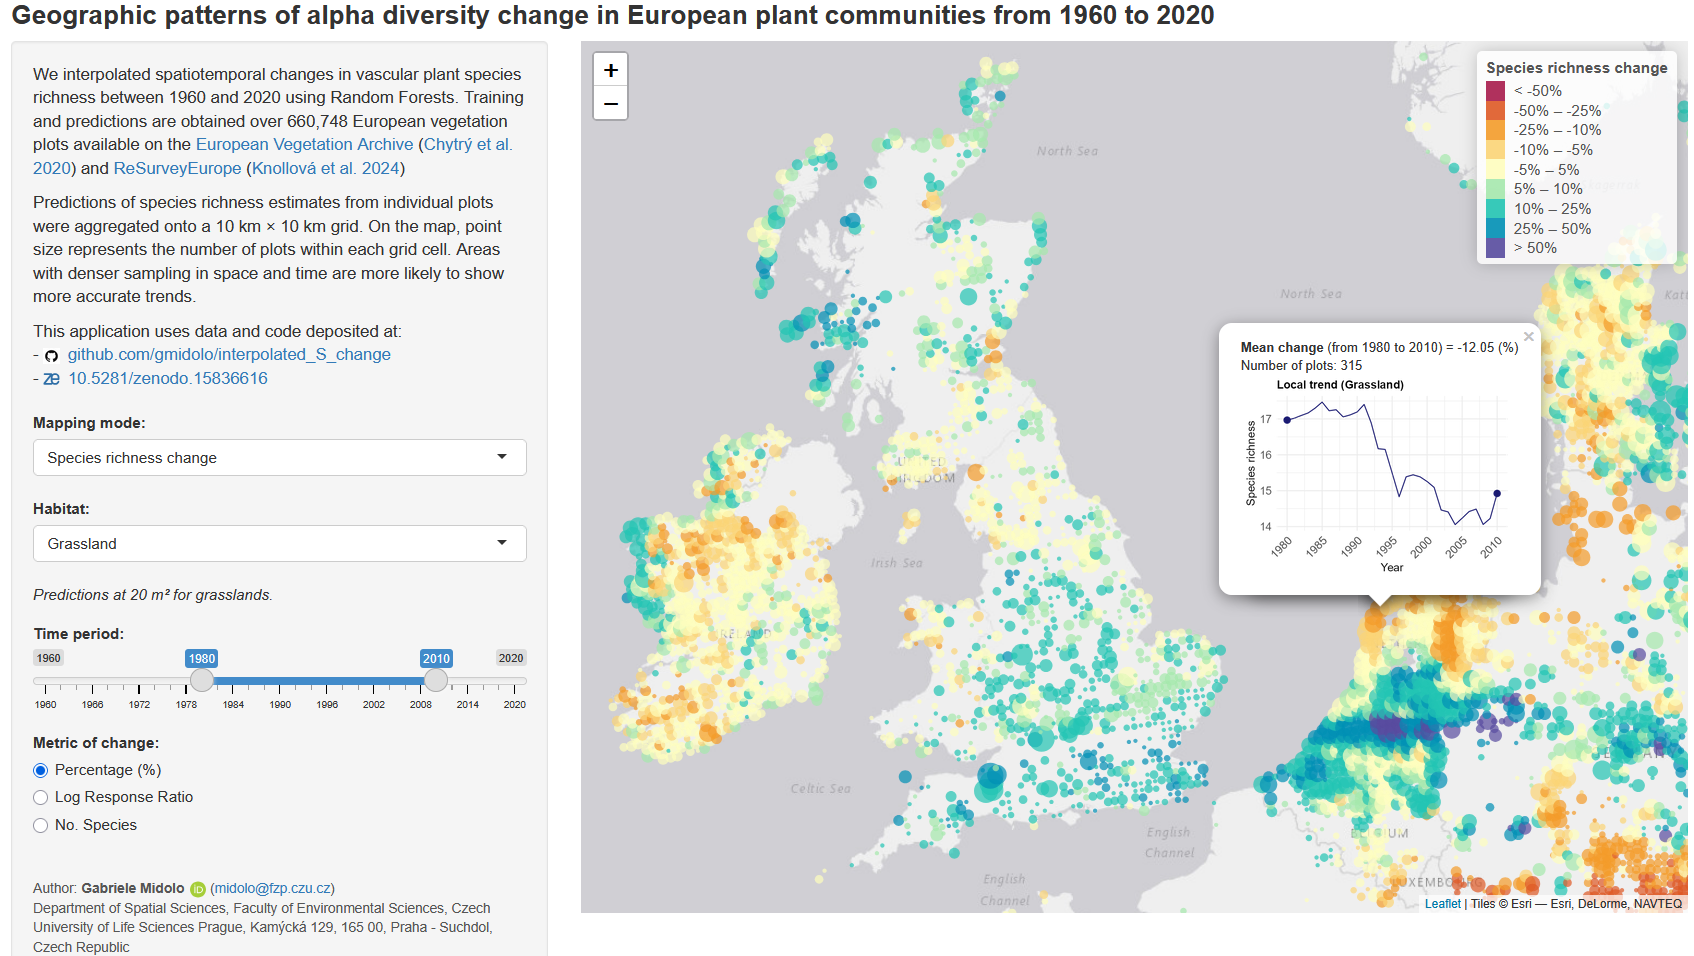 Geographic patterns of alpha diversity change in European plant communities from 1960 to 2020
We interpolated spatiotemporal changes in vascular plant species
richness between 1960 and 2020 using Random Forests. Training
and predictions are obtained over 660,748 European vegetation
plots available on the European Vegetation Archive (Chytrý et al.
2020) and ReSurveyEurope (Knollová et al. 2024)
Predictions of species richness estimates from individual plots
were aggregated onto a 10 km × 10 km grid. On the map, point
size represents the number of plots within each grid cell. Areas
with denser sampling in space and time are more likely to show
more accurate trends.
This application uses data and code deposited at:
- github.com/gmidolo/interpolated_S_change
- 10.5281/zenodo.15836616
Mapping mode:
Species richness change
Habitat:
Grassland
Predictions at 20 m² for grasslands.
Time period:
1960 1980 2010 2020
1960 1966 1972 1978 1984 1990 1996 2002 2008 2014 2020
Metric of change:
Percentage (%)
Log Response Ratio
No. Species
Author: Gabriele Midolo iD (midolo@fzp.czu.cz)
Department of Spatial Sciences, Faculty of Environmental Sciences, Czech
University of Life Sciences Prague, Kamýcká 129, 165 00, Praha - Suchdol,
Czech Republic
+
−
Species richness change
< -50%
-50% – -25%
-25% – -10%
-10% – -5%
-5% – 5%
5% – 10%
10% – 25%
25% – 50%
> 50%
North Sea
North Sea
Katt
×
Mean change (from 1980 to 2010) = -12.05 (%)
Number of plots: 315
Local trend (Grassland)
Species richness
17
16
15
14
1980 1985 1990 1995 2000 2005 2010
Year
UNITED
KINGDOM
Irish Sea
IRELAND
Celtic Sea
English
Channel
English
Channel
BELGIUM
LUXEMBOURG
Leaflet | Tiles © Esri — Esri, DeLorme, NAVTEQ